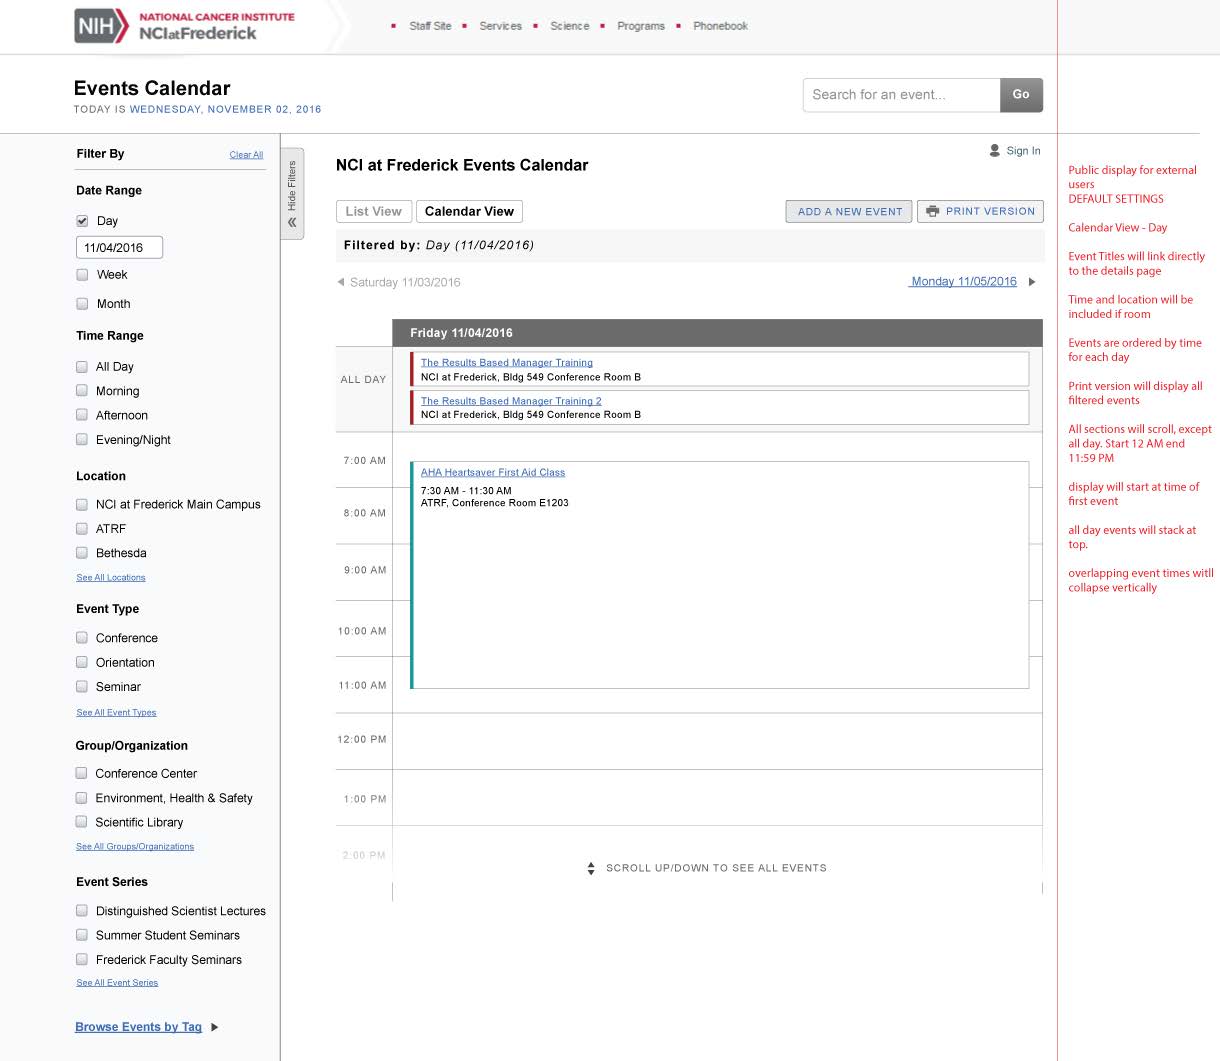 NIH NATIONAL CANCER INSTITUTE
NCIatFrederick
Staff Site
Services
Science
Programs
Phonebook
Events Calendar
TODAY IS WEDNESDAY, NOVEMBER 02, 2016
Search for an event...
Go
Filter By
Clear All
Date Range
Day
11/04/2016
Week
Month
Time Range
All Day
Morning
Afternoon
Evening/Night
Location
NCI at Frederick Main Campus
ATRF
Bethesda
See All Locations
Event Type
Conference
Orientation
Seminar
See All Event Types
Group/Organization
Conference Center
Environment, Health & Safety
Scientific Library
See All Groups/Organizations
Event Series
Distinguished Scientist Lectures
Summer Student Seminars
Frederick Faculty Seminars
See All Event Series
Browse Events by Tag
Hide Filters
Sign In
NCI at Frederick Events Calendar
List View
Calendar View
ADD A NEW EVENT
PRINT VERSION
Filtered by: Day (11/04/2016)
Saturday 11/03/2016
Monday 11/05/2016
Friday 11/04/2016
ALL DAY
The Results Based Manager Training
NCI at Frederick, Bldg 549 Conference Room B
The Results Based Manager Training 2
NCI at Frederick, Bldg 549 Conference Room B
7:00 AM
AHA Heartsaver First Aid Class
7:30 AM - 11:30 AM
ATRF, Conference Room E1203
8:00 AM
9:00 AM
10:00 AM
11:00 AM
12:00 PM
1:00 PM
2:00 PM
SCROLL UP/DOWN TO SEE ALL EVENTS
Public display for external
users
DEFAULT SETTINGS
Calendar View - Day
Event Titles will link directly
to the details page
Time and location will be
included if room
Events are ordered by time
for each day
Print version will display all
filtered events
All sections will scroll, except
all day. Start 12 AM end
11:59 PM
display will start at time of
first event
all day events will stack at
top.
overlapping event times witll
collapse vertically